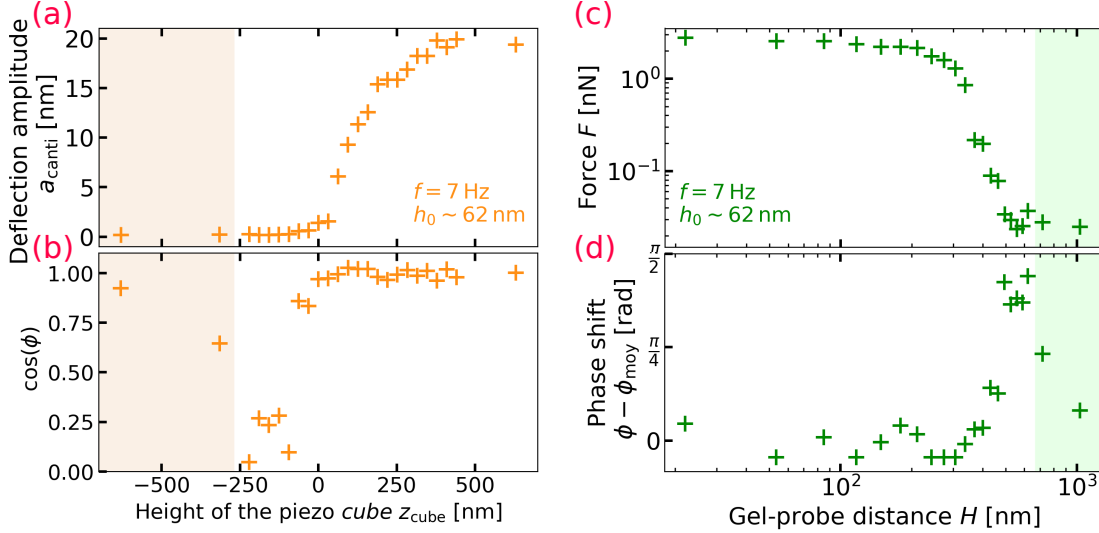 (a)
Deflection amplitude
a_canti [nm]
20
15
10
5
0
f = 7 Hz
h_0 ~ 62 nm
(b)
cos(ϕ)
1.00
0.75
0.50
0.25
0.00
−500
−250
0
250
500
Height of the piezo cube z_cube [nm]
(c)
Force F [nN]
10^0
10^−1
f = 7 Hz
h_0 ~ 62 nm
(d)
Phase shift
ϕ − ϕ_moy [rad]
π/2
π/4
0
10^2
10^3
Gel-probe distance H [nm]